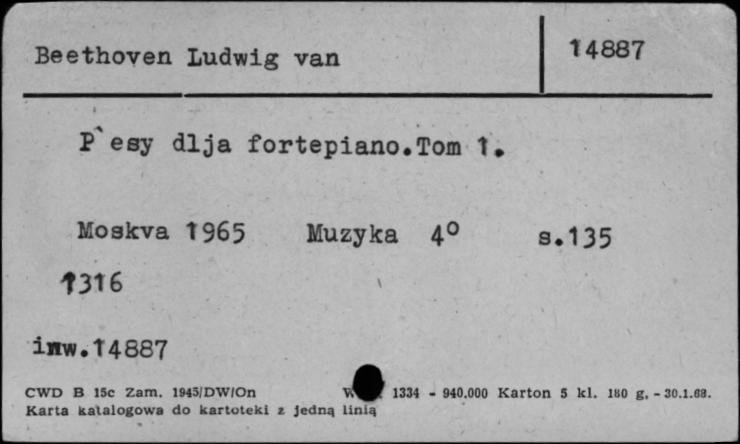 Beethoven Ludwig van 14887
P`esy dlja fortepiano.Tom 1.
Moskva 1965 Muzyka 4º s.135
1316
inw.14887
CWD B 15c Zam. 1945/DW/On 1334 - 940.000 Karton 5 kl. 180 g. - 30.1.68.
Karta katalogowa do kartoteki z jedną linią